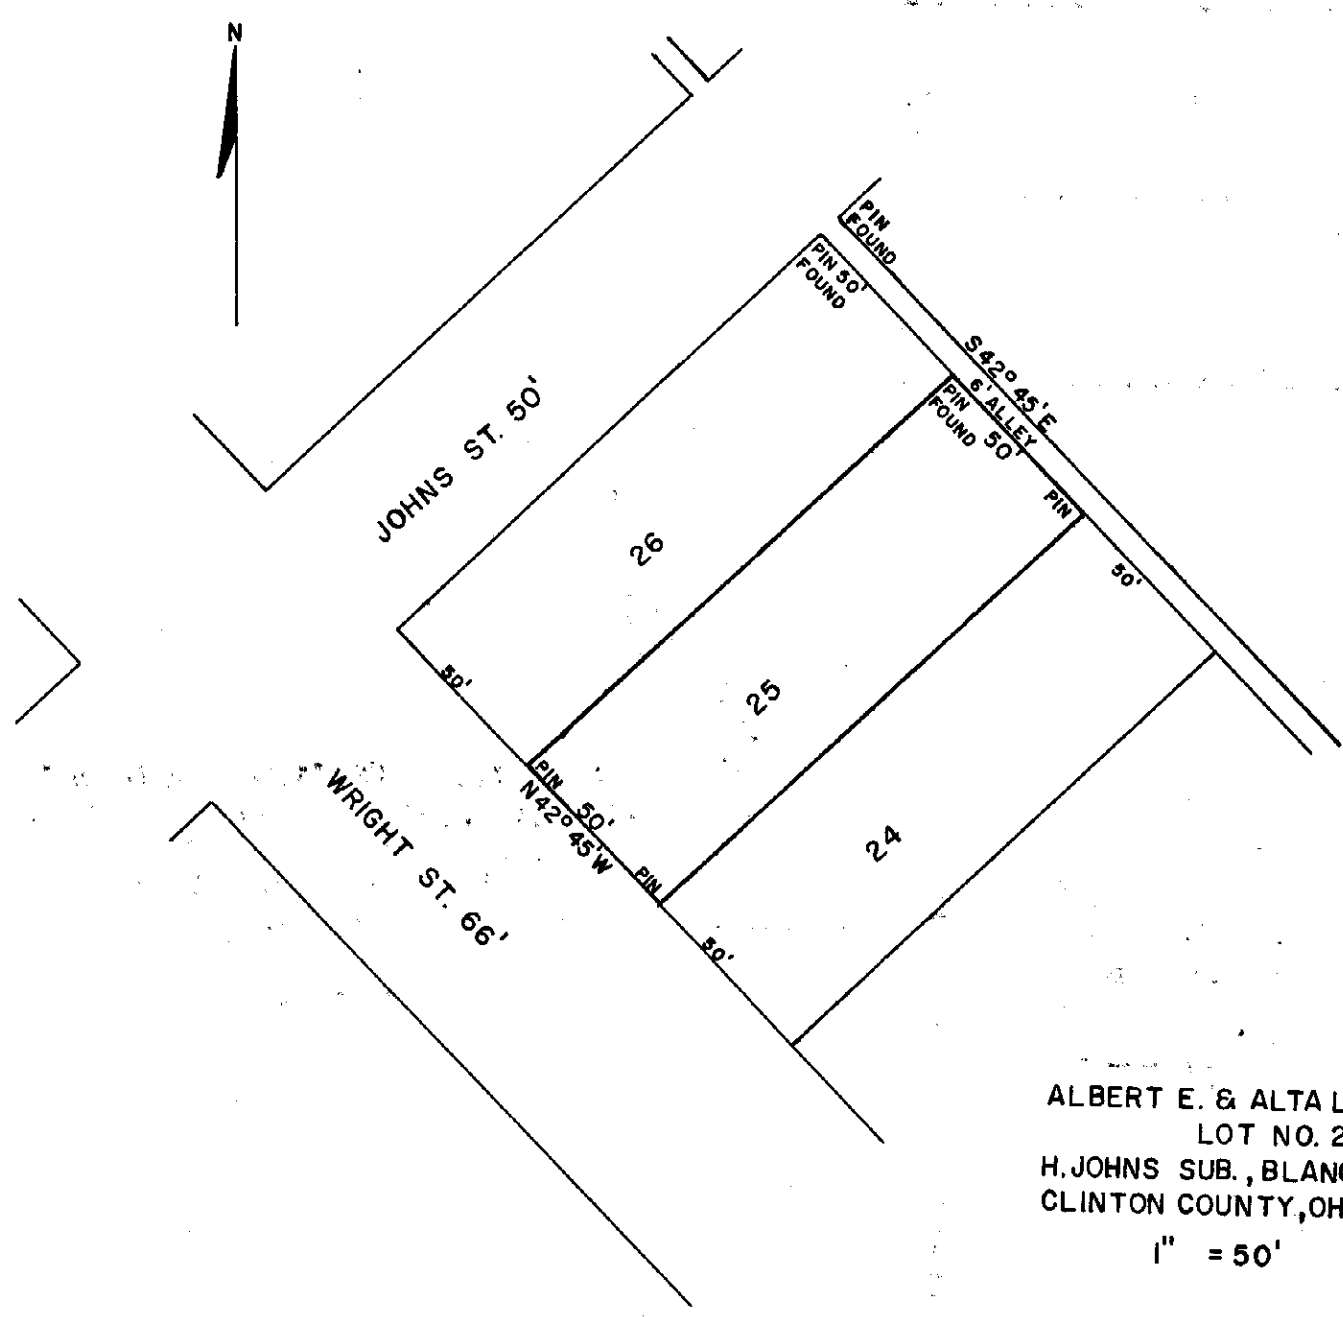 N
PIN
FOUND
PIN 50'
FOUND
S 42° 45' E
6' ALLEY
PIN
FOUND
50'
PIN
50'
JOHNS ST. 50'
26
50'
25
PIN
50'
N 42° 45' W
PIN
24
50'
WRIGHT ST. 66'
ALBERT E. & ALTA L
LOT NO. 2
H. JOHNS SUB., BLAN
CLINTON COUNTY, OH
1" = 50'